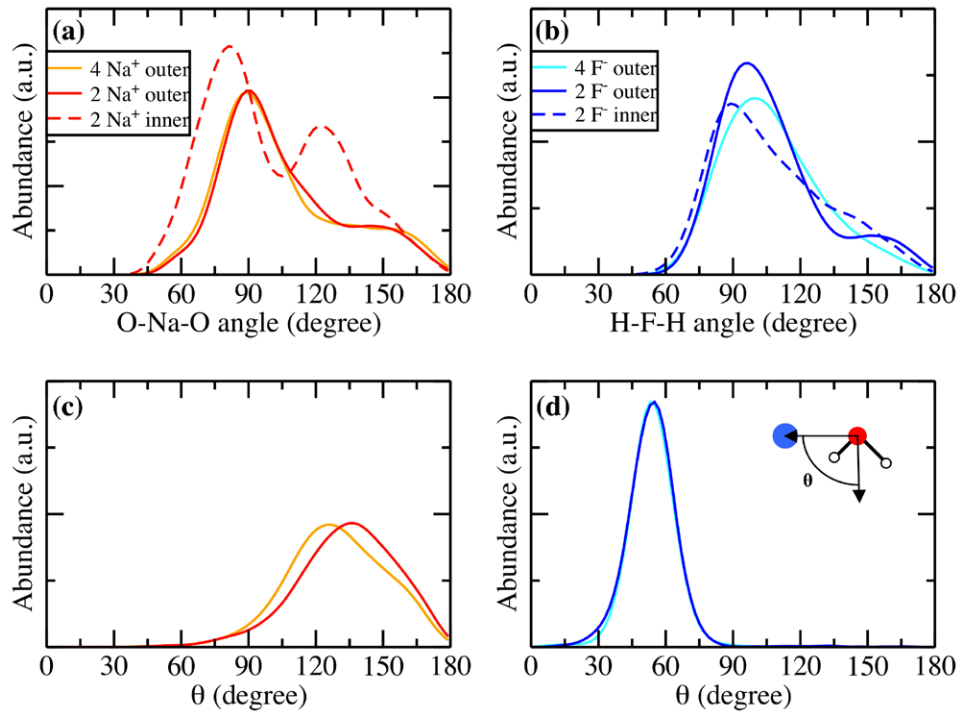 (a)
4 Na⁺ outer
2 Na⁺ outer
2 Na⁺ inner
Abundance (a.u.)
0 30 60 90 120 150 180
O-Na-O angle (degree)
(b)
4 F⁻ outer
2 F⁻ outer
2 F⁻ inner
Abundance (a.u.)
0 30 60 90 120 150 180
H-F-H angle (degree)
(c)
Abundance (a.u.)
0 30 60 90 120 150 180
θ (degree)
(d)
θ
Abundance (a.u.)
0 30 60 90 120 150 180
θ (degree)